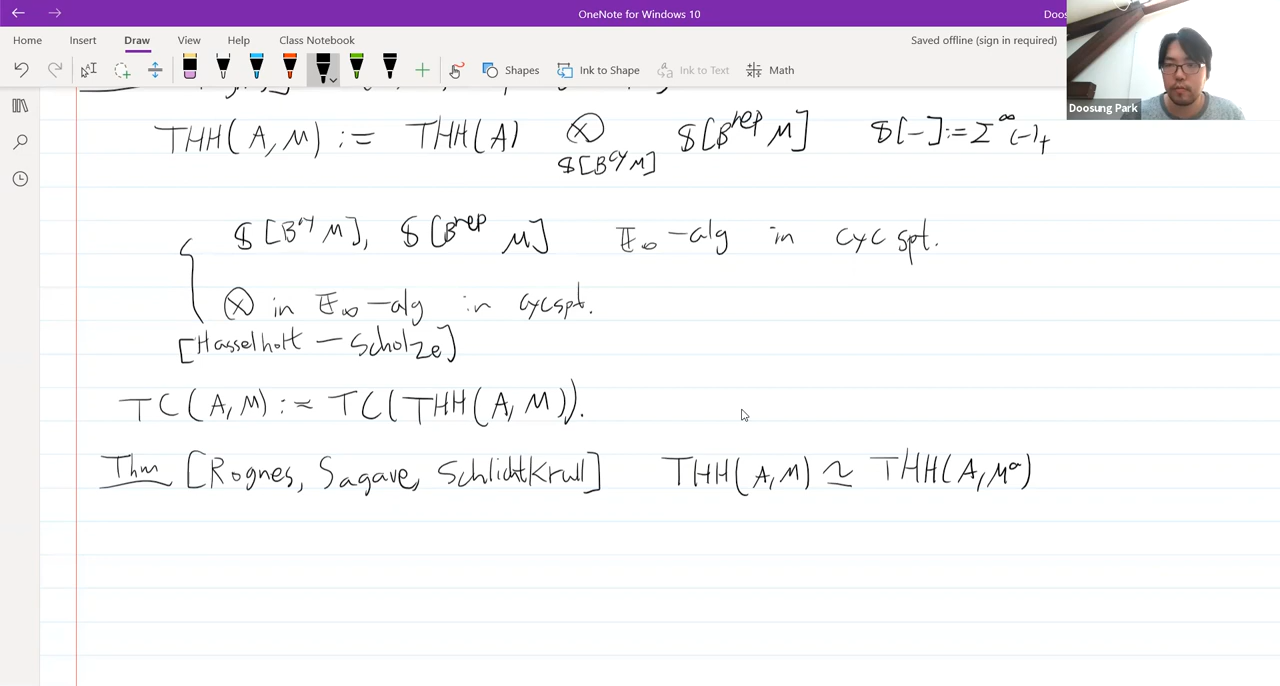 OneNote for Windows 10
Doos
Home Insert Draw View Help Class Notebook
Saved offline (sign in required)
Shapes Ink to Shape Ink to Text Math
Doosung Park
THH(A, M) := THH(A) ⊗_{𝕊[B^{cy} M]} 𝕊[B^{rep} M] 𝕊[-] := Σ^∞(-)_+
𝕊[B^{cy} M], 𝕊[B^{rep} M] E_∞-alg in cyc spt.
⊗ in E_∞-alg in cycspt.
[Hasselholt - Scholze]
TC(A, M) := TC(THH(A, M)).
Thm [Rognes, Sagave, Schlichtkrull] THH(A, M) ≃ THH(A, M^a)